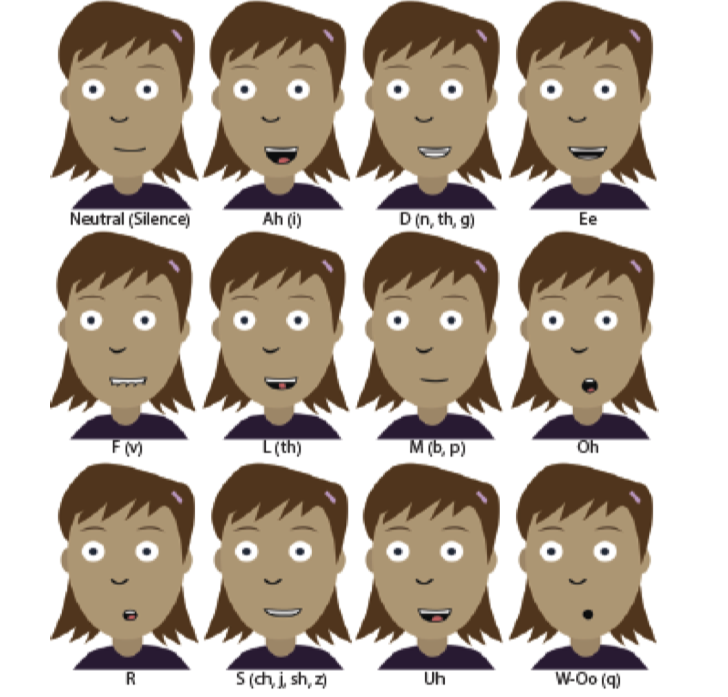 Neutral (Silence)
Ah (i)
D (n, th, g)
Ee
F (v)
L (th)
M (b, p)
Oh
R
S (ch, j, sh, z)
Uh
W-Oo (q)